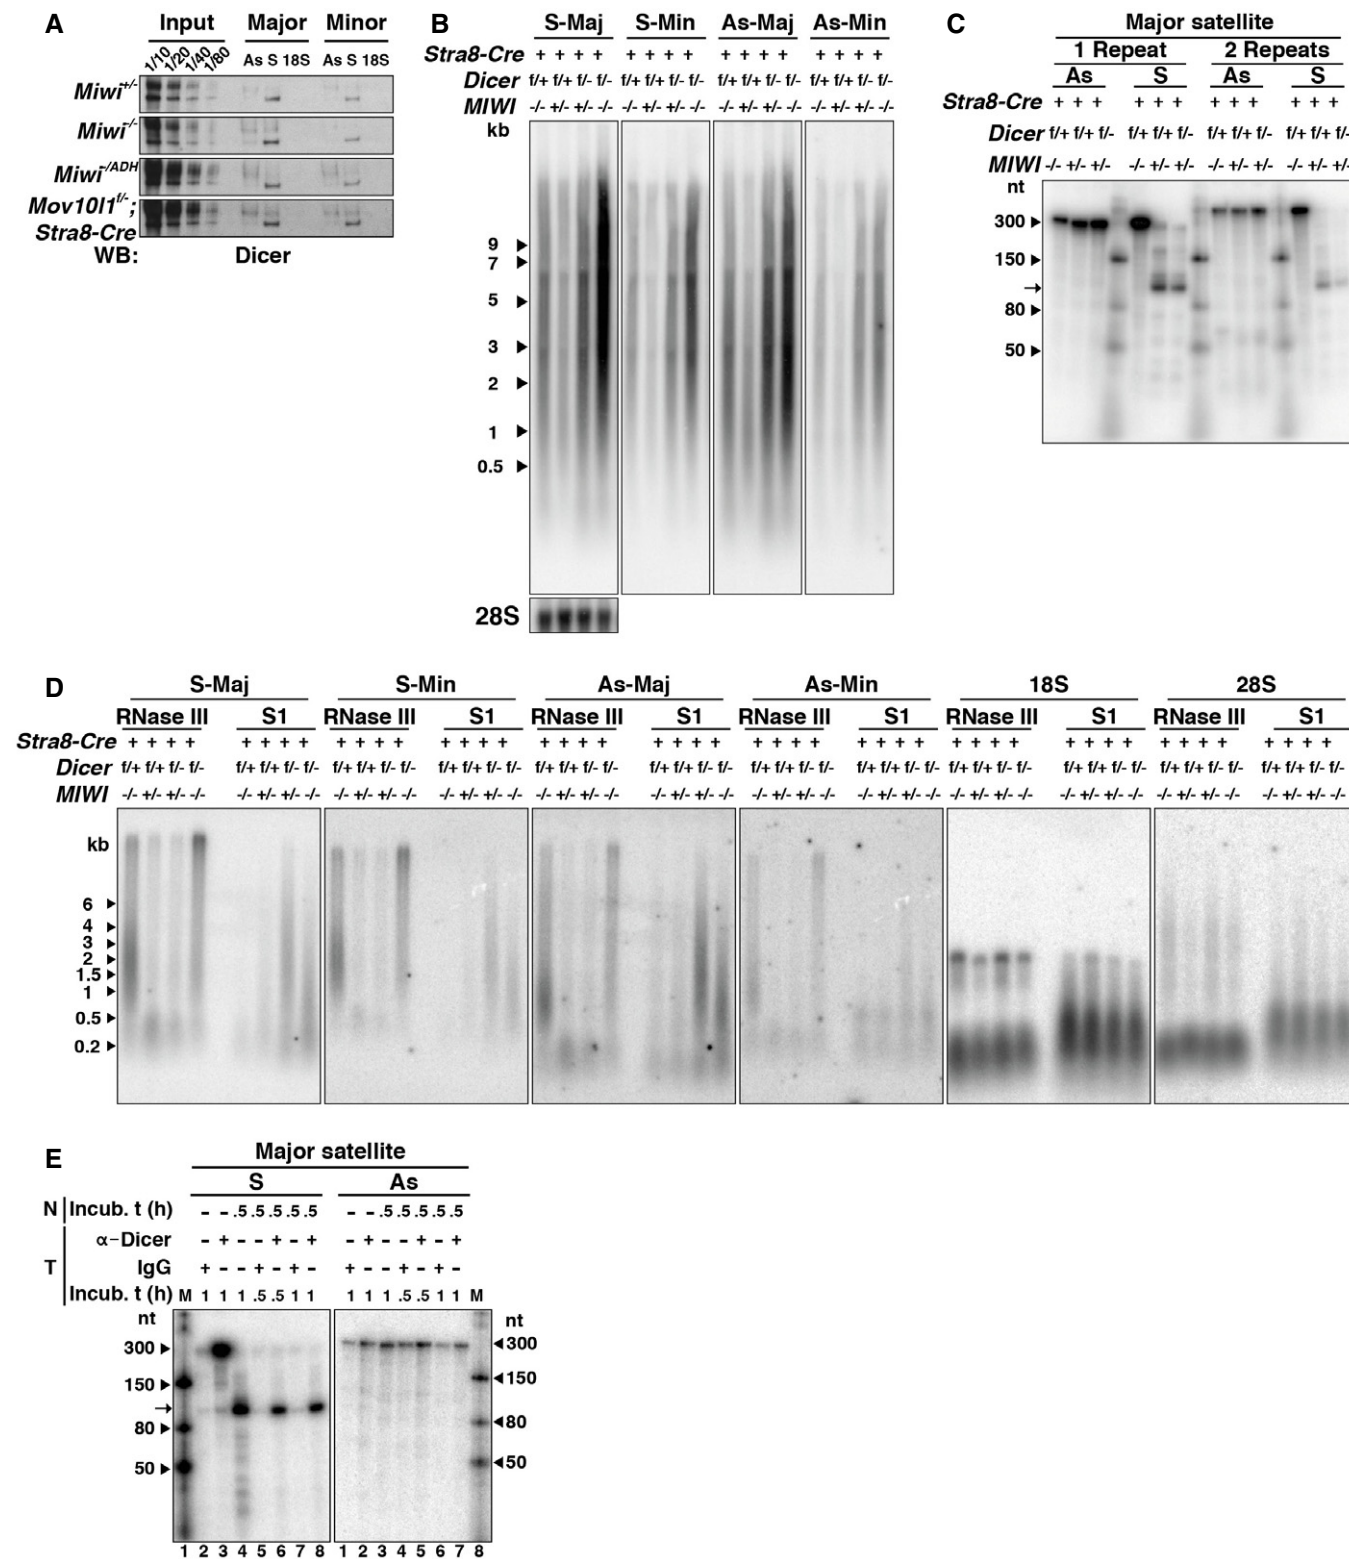 A
Input Major Minor
1/10 1/20 1/40 1/80 As S 18S As S 18S
Miwi+/-
Miwi-/-
Miwi-/ADH
Mov10l1f/-;
Stra8-Cre
WB: Dicer
B
S-Maj S-Min As-Maj As-Min
Stra8-Cre + + + + + + + + + + + + + + + +
Dicer f/+ f/+ f/- f/- f/+ f/+ f/- f/- f/+ f/+ f/- f/- f/+ f/+ f/- f/-
MIWI -/- +/- +/- -/- -/- +/- +/- -/- -/- +/- +/- -/- -/- +/- +/- -/-
kb
9
7
5
3
2
1
0.5
28S
C
Major satellite
1 Repeat 2 Repeats
As S As S
Stra8-Cre + + + + + + + + + + + +
Dicer f/+ f/+ f/- f/+ f/+ f/- f/+ f/+ f/- f/+ f/+ f/-
MIWI -/- +/- +/- -/- +/- +/- -/- +/- +/- -/- +/- +/-
nt
300
150
→
80
50
D
S-Maj S-Min As-Maj As-Min 18S 28S
RNase III S1 RNase III S1 RNase III S1 RNase III S1 RNase III S1 RNase III S1
Stra8-Cre + + + + + + + + + + + + + + + + + + + + + + + + + + + + + + + + + + + + + + + + + + + + + + + +
Dicer f/+ f/+ f/- f/- f/+ f/+ f/- f/- f/+ f/+ f/- f/- f/+ f/+ f/- f/- f/+ f/+ f/- f/- f/+ f/+ f/- f/- f/+ f/+ f/- f/- f/+ f/+ f/- f/- f/+ f/+ f/- f/- f/+ f/+ f/- f/- f/+ f/+ f/- f/- f/+ f/+ f/- f/-
MIWI -/- +/- +/- -/- -/- +/- +/- -/- -/- +/- +/- -/- -/- +/- +/- -/- -/- +/- +/- -/- -/- +/- +/- -/- -/- +/- +/- -/- -/- +/- +/- -/- -/- +/- +/- -/- -/- +/- +/- -/- -/- +/- +/- -/- -/- +/- +/- -/-
kb
6
4
3
2
1.5
1
0.5
0.2
E
Major satellite
S As
N Incub. t (h) - - .5 .5 .5 .5 .5 - - .5 .5 .5 .5 .5
α-Dicer - + - - + - + - + - - + - +
T IgG + - - + - + - + - - + - + -
Incub. t (h) M 1 1 1 .5 .5 1 1 1 1 1 .5 .5 1 1 M
nt nt
300 300
150 150
→
80 80
50 50
1 2 3 4 5 6 7 8 1 2 3 4 5 6 7 8